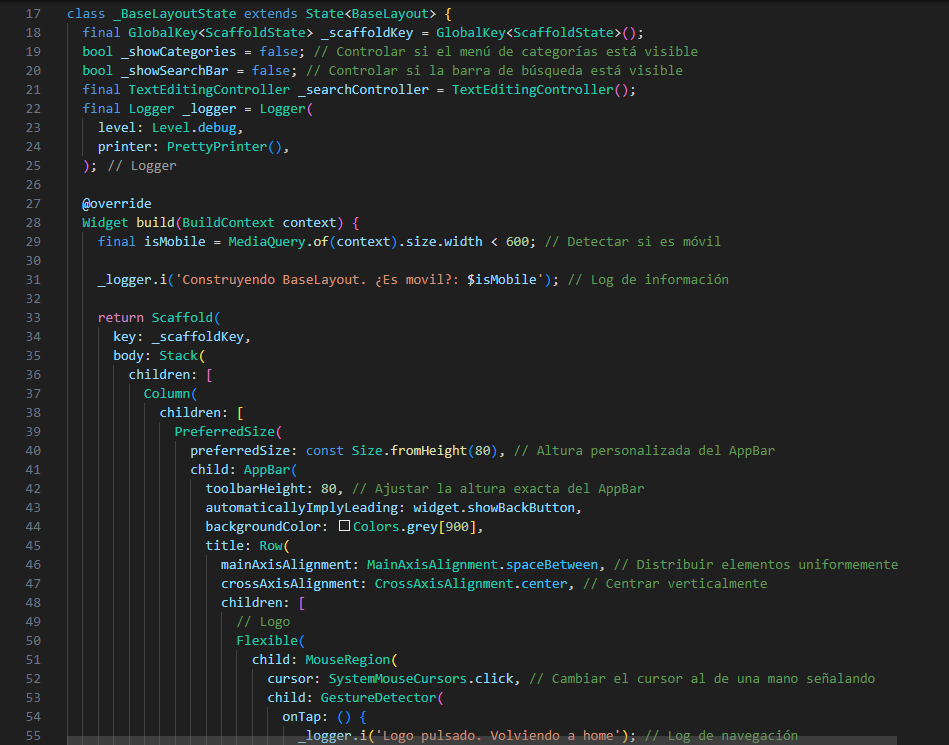 17 class _BaseLayoutState extends State<BaseLayout> {
18 final GlobalKey<ScaffoldState> _scaffoldKey = GlobalKey<ScaffoldState>();
19 bool _showCategories = false; // Controlar si el menú de categorías está visible
20 bool _showSearchBar = false; // Controlar si la barra de búsqueda está visible
21 final TextEditingController _searchController = TextEditingController();
22 final Logger _logger = Logger(
23 level: Level.debug,
24 printer: PrettyPrinter(),
25 ); // Logger
26
27 @override
28 Widget build(BuildContext context) {
29 final isMobile = MediaQuery.of(context).size.width < 600; // Detectar si es móvil
30
31 _logger.i('Construyendo BaseLayout. ¿Es movil?: $isMobile'); // Log de información
32
33 return Scaffold(
34 key: _scaffoldKey,
35 body: Stack(
36 children: [
37 Column(
38 children: [
39 PreferredSize(
40 preferredSize: const Size.fromHeight(80), // Altura personalizada del AppBar
41 child: AppBar(
42 toolbarHeight: 80, // Ajustar la altura exacta del AppBar
43 automaticallyImplyLeading: widget.showBackButton,
44 backgroundColor: Colors.grey[900],
45 title: Row(
46 mainAxisAlignment: MainAxisAlignment.spaceBetween, // Distribuir elementos uniformemente
47 crossAxisAlignment: CrossAxisAlignment.center, // Centrar verticalmente
48 children: [
49 // Logo
50 Flexible(
51 child: MouseRegion(
52 cursor: SystemMouseCursors.click, // Cambiar el cursor al de una mano señalando
53 child: GestureDetector(
54 onTap: () {
55 _logger.i('Logo pulsado. Volviendo a home'); // Log de navegación